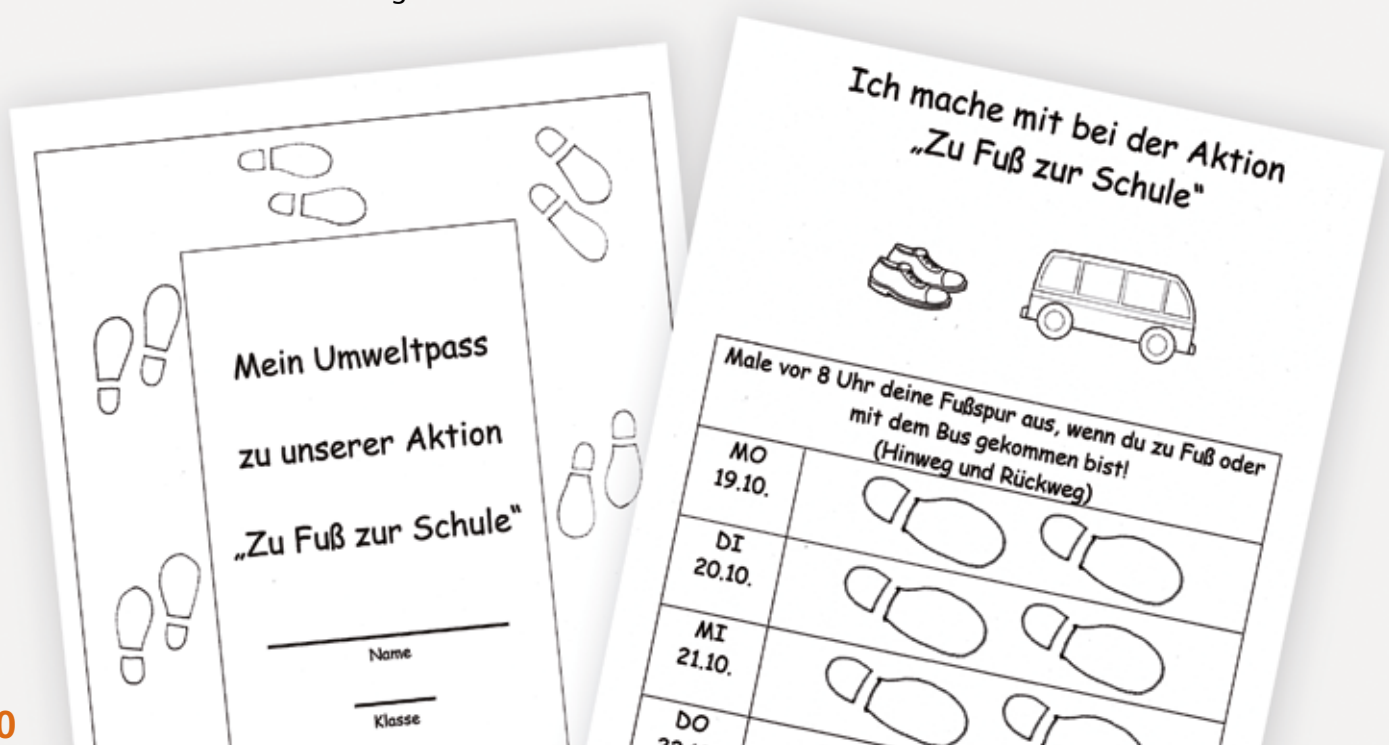 Mein Umweltpass
zu unserer Aktion
„Zu Fuß zur Schule“
Name
Klasse
Ich mache mit bei der Aktion
„Zu Fuß zur Schule“
Male vor 8 Uhr deine Fußspur aus, wenn du zu Fuß oder
mit dem Bus gekommen bist!
(Hinweg und Rückweg)
MO
19.10.
DI
20.10.
MI
21.10.
DO
0